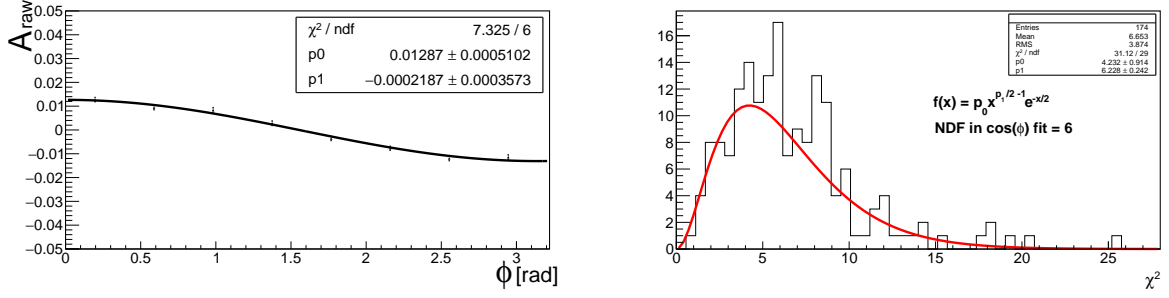 A_raw
0.05
0.04
0.03
0.02
0.01
0
−0.01
−0.02
−0.03
−0.04
−0.05
0 0.5 1 1.5 2 2.5 3
ϕ [rad]
χ² / ndf 7.325 / 6
p0 0.01287 ± 0.0005102
p1 −0.0002187 ± 0.0003573
16
14
12
10
8
6
4
2
0
0 5 10 15 20 25
χ²
Entries 174
Mean 6.653
RMS 3.874
χ² / ndf 31.12 / 29
p0 4.232 ± 0.914
p1 6.228 ± 0.242
f(x) = p₀x^{p₁/2 -1}e^{-x/2}
NDF in cos(ϕ) fit = 6